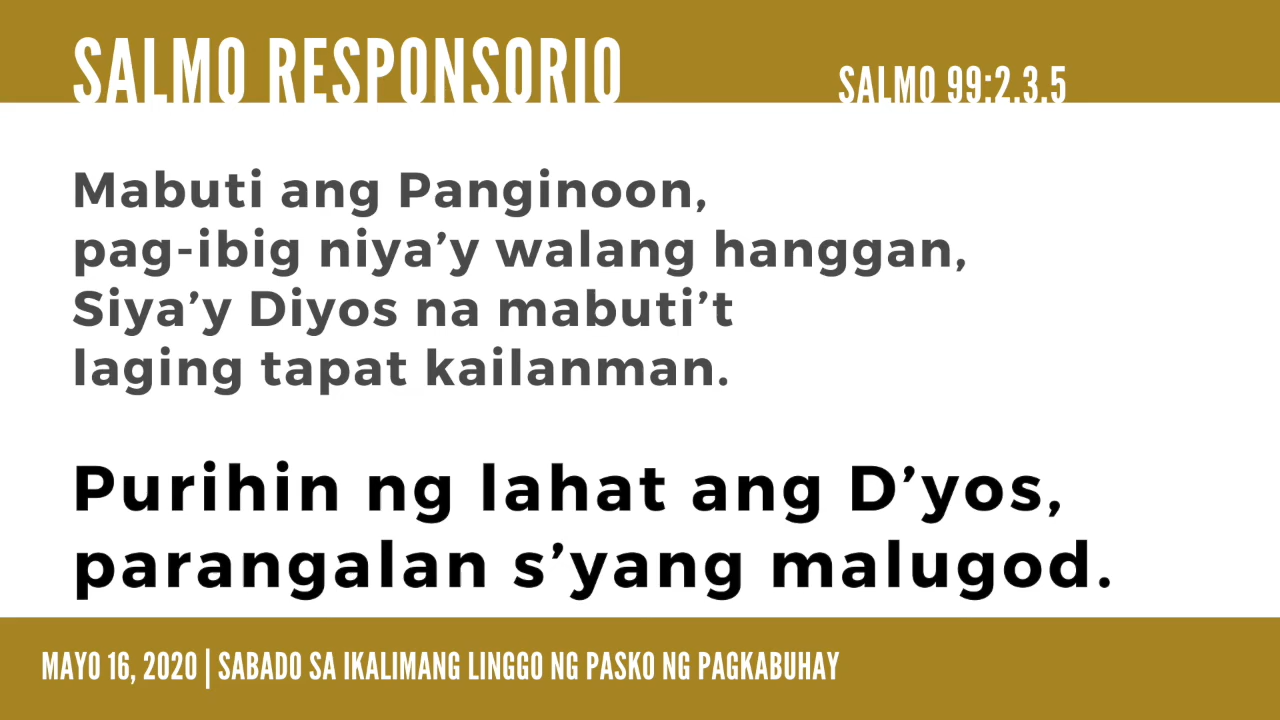 SALMO RESPONSORIO
SALMO 99:2.3.5
Mabuti ang Panginoon,
pag-ibig niya’y walang hanggan,
Siya’y Diyos na mabuti’t
laging tapat kailanman.
Purihin ng lahat ang D’yos,
parangalan s’yang malugod.
MAYO 16, 2020 | SABADO SA IKALIMANG LINGGO NG PASKO NG PAGKABUHAY